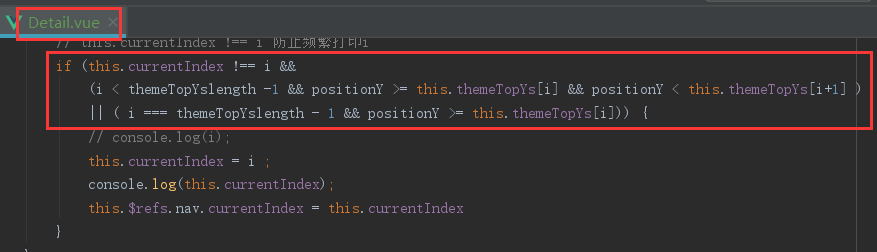 Detail.vue
// this.currentIndex !== i 防止频繁打印i
if (this.currentIndex !== i &&
(i < themeTopYslength -1 && positionY >= this.themeTopYs[i] && positionY < this.themeTopYs[i+1] )
|| ( i === themeTopYslength - 1 && positionY >= this.themeTopYs[i])) {
// console.log(i);
this.currentIndex = i ;
console.log(this.currentIndex);
this.$refs.nav.currentIndex = this.currentIndex
}